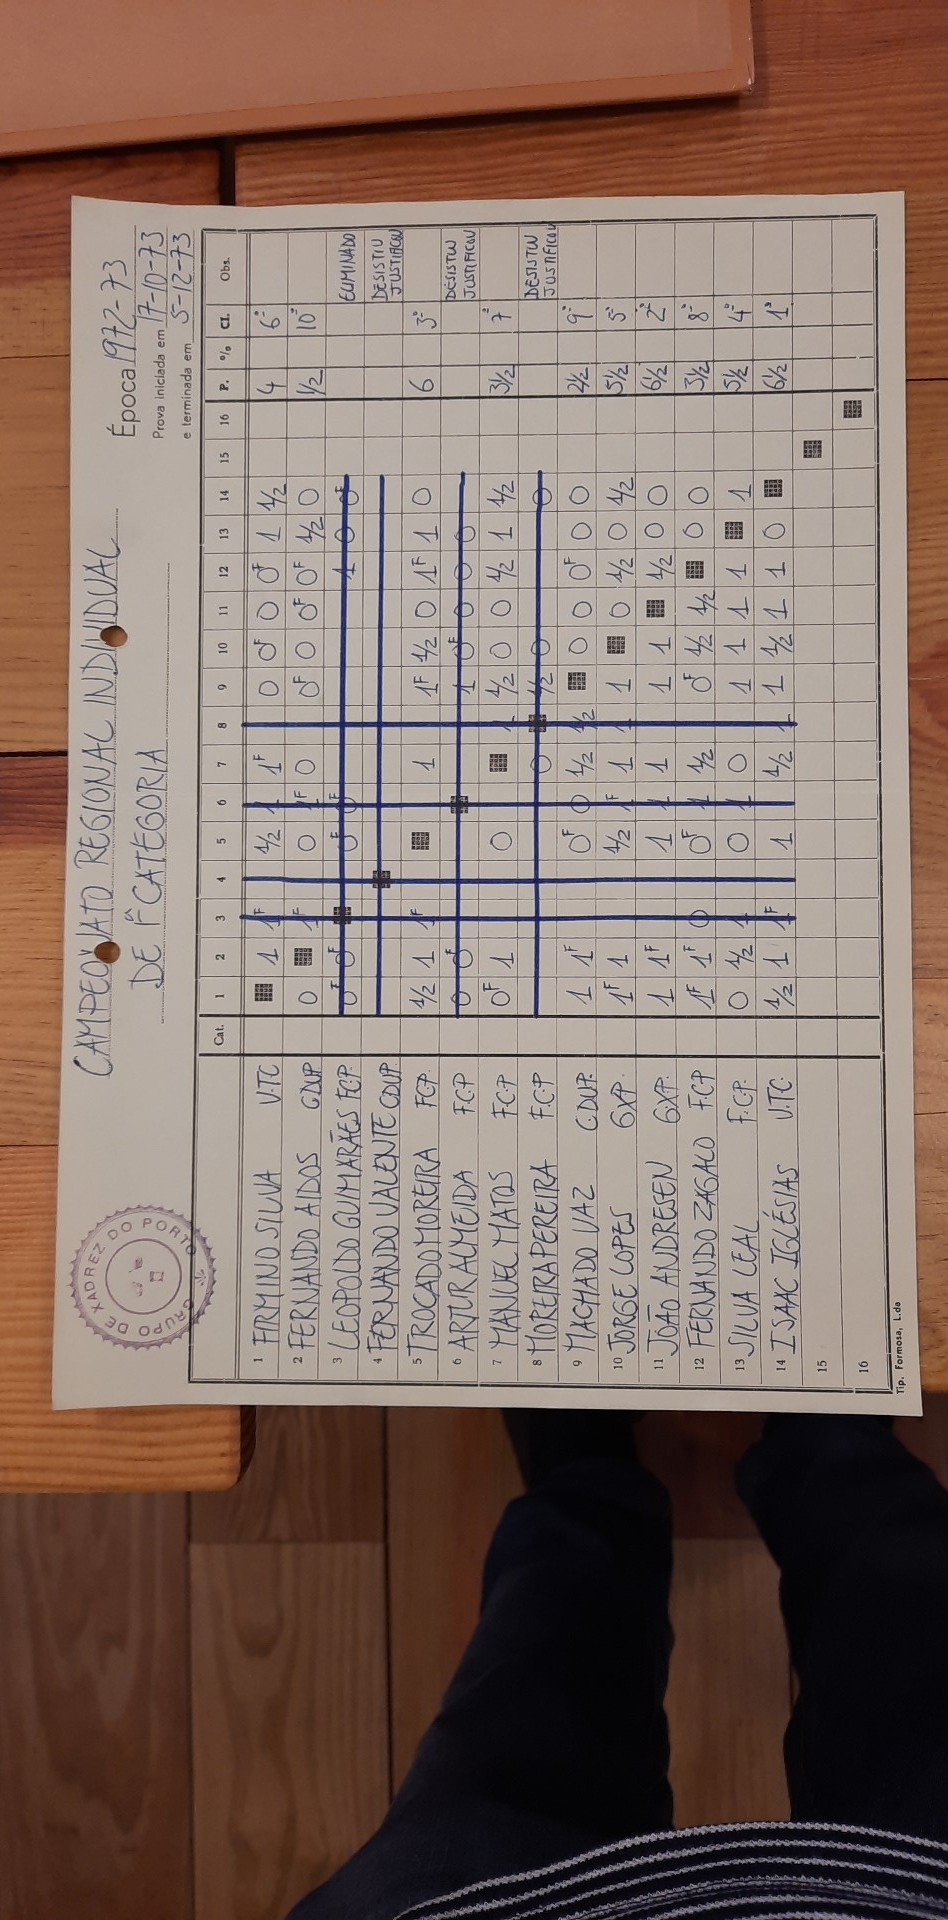 CAMPEONATO REGIONAL INDIVIDUAL
DE 1ª CATEGORIA
Época 1972-73
Prova iniciada em 17-10-73
e terminada em 5-12-73
GRUPO DE XADREZ DO PORTO
Cat. 1 2 3 4 5 6 7 8 9 10 11 12 13 14 15 16 P. % Cl. Obs.
1 FIRMINO SILVA V.T.C 1 1F ½ 1 1F 0 0F 0 0F 1 ½ 4 6º
2 FERNANDO AIDOS CDUP 0 1F 0 1F 0 0F 0 0F 0F ½ 0 ½ 10º
3 LEOPOLDO GUIMARÃES F.C.P. 0F 0F 0F 0F 1 0 0F ELIMINADO
4 FERNANDO VALENTE CDUP DESISTIU JUSTIFICOU
5 TROCADO MOREIRA F.C.P ½ 1 1F 1 1F ½ 0 1F 1 0 6 3º
6 ARTUR ALMEIDA F.C.P 0 0F 1 0F 0 0 0 DESISTIU JUSTIFICOU
7 MANUEL MATOS F.C.P 0F 1 0 1 ½ 0 0 ½ 1 ½ 3½ 7º
8 MOREIRA PEREIRA F.C.P 0 ½ 0 0 DESISTIU JUSTIFICOU
9 MACHADO VAZ C.D.U.P. 1 1F 0F 0 ½ ½ 0 0 0F 0 0 2½ 9º
10 JORGE LOPES G.X.P. 1F 1 ½ 1F 1 1 1 0 ½ 0 ½ 5½ 5º
11 JOÃO ANDRESEN G.X.P. 1 1F 1 1 1 1 1 ½ 0 0 6½ 2º
12 FERNANDO ZAGALO F.C.P 1F 1F 0 0F 1 ½ 0F ½ ½ 0 0 3½ 8º
13 SILVA LEAL F.C.P. 0 ½ 1 0 1 0 1 1 1 1 1 5½ 4º
14 ISAAC IGLÉSIAS V.T.C. ½ 1 1F 1 ½ 1 1 ½ 1 1 0 6½ 1º
15
16
Tip. Formosa, L.da